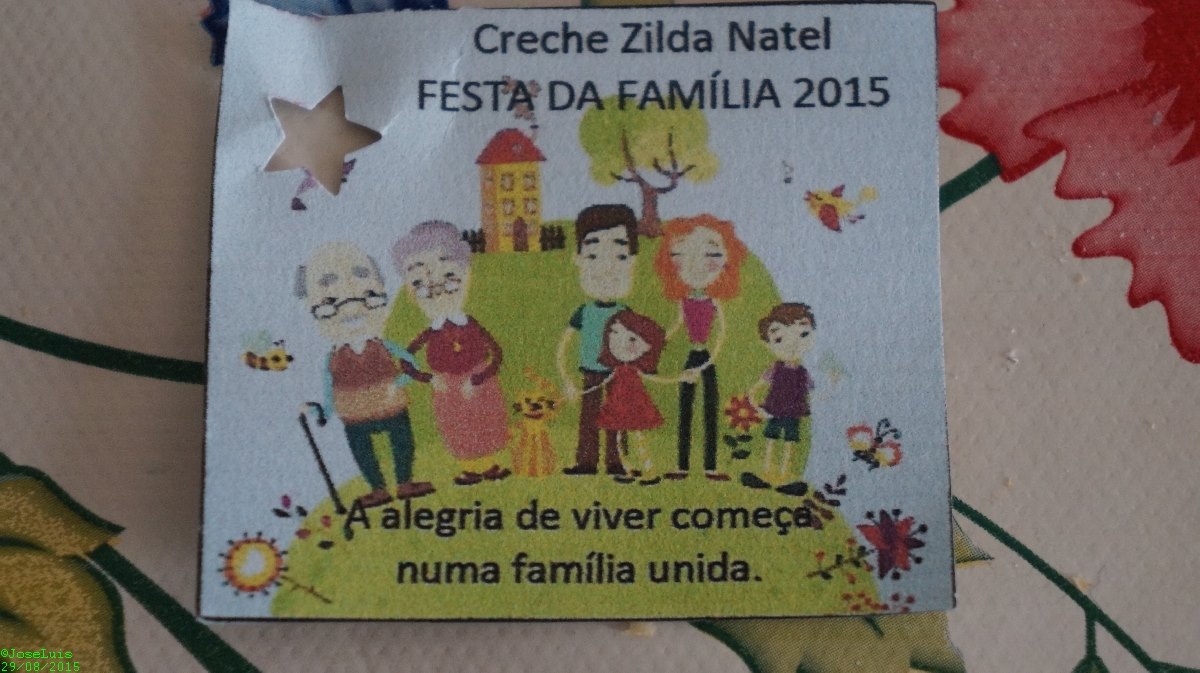 Creche Zilda Natel
FESTA DA FAMÍLIA 2015
A alegria de viver começa
numa família unida.
©JoseLuis
29/08/2015